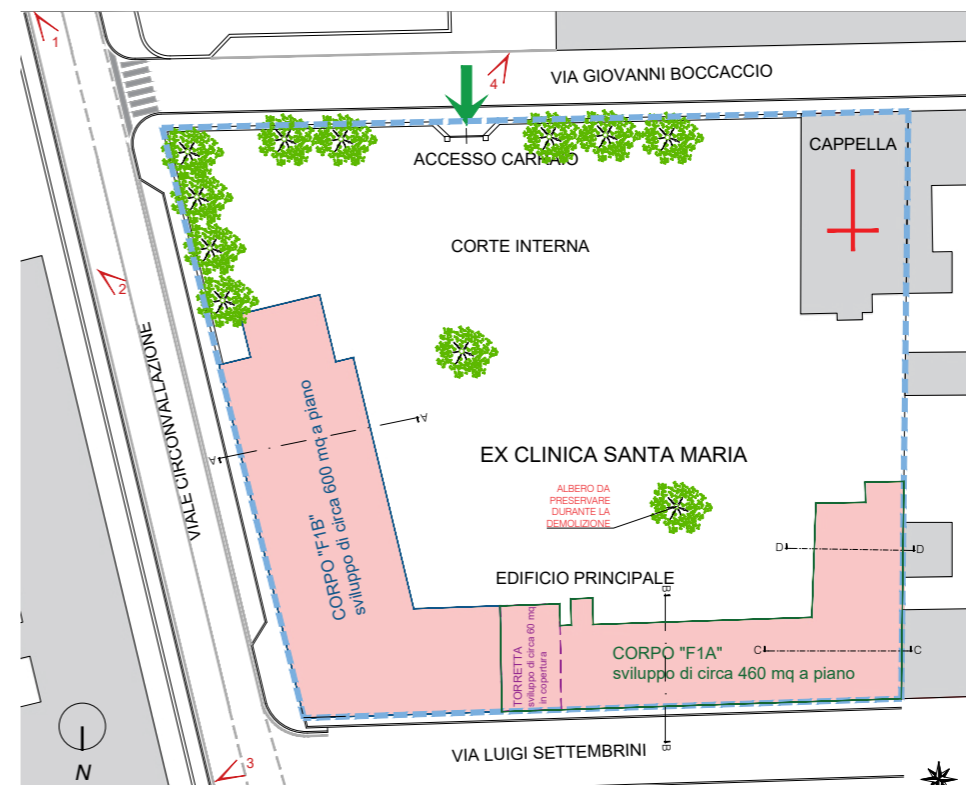 1
4
VIA GIOVANNI BOCCACCIO
ACCESSO CARRAIO
CAPPELLA
CORTE INTERNA
2
VIALE CIRCONVALLAZIONE
A
A
CORPO "F1B"
sviluppo di circa 600 mq a piano
EX CLINICA SANTA MARIA
ALBERO DA
PRESERVARE
DURANTE LA
DEMOLIZIONE
D
D
EDIFICIO PRINCIPALE
B
TORRETTA
sviluppo di circa 60 mq
in copertura
CORPO "F1A"
sviluppo di circa 460 mq a piano
C
C
B
VIA LUIGI SETTEMBRINI
N
3